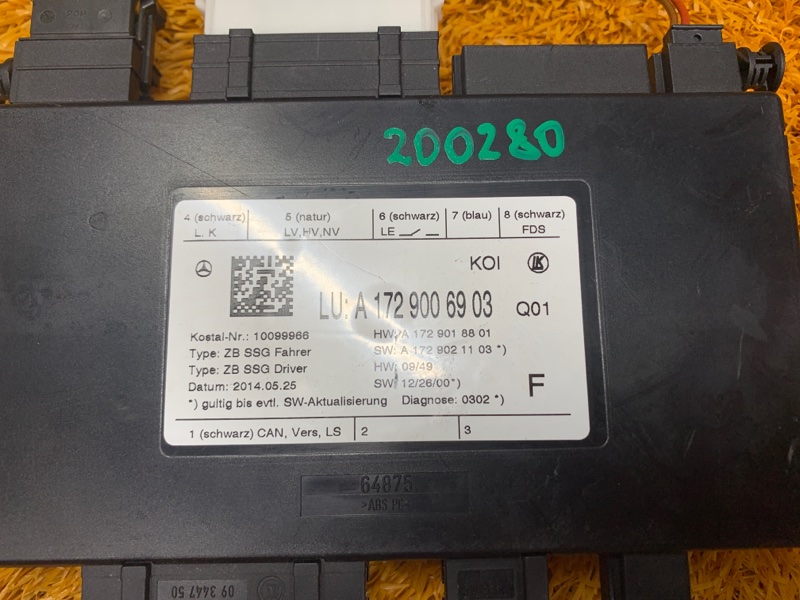 200280
4 (schwarz) 5 (natur) 6 (schwarz) 7 (blau) 8 (schwarz)
L. K LV,HV,NV LE FDS
KOI LK
LU: A 172 900 69 03 Q01
Kostal-Nr.: 10099966 HW: A 172 901 88 01
Type: ZB SSG Fahrer SW: A 172 902 11 03 *)
Type: ZB SSG Driver HW: 09/49
Datum: 2014.05.25 SW: 12/26/00 *) F
*) gultig bis evtl. SW-Aktualisierung Diagnose: 0302 *)
1 (schwarz) CAN, Vers, LS 2 3
64875
09 3447 50